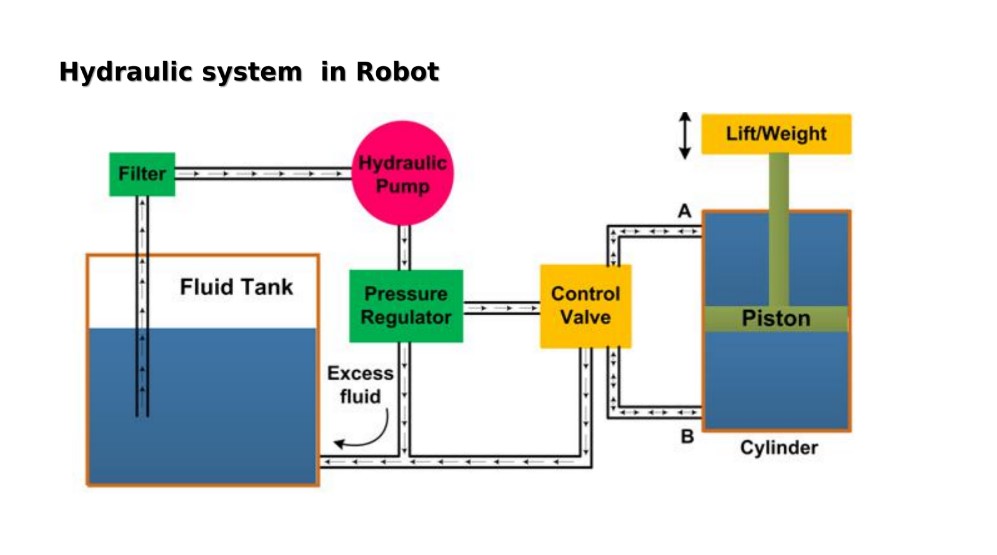 Hydraulic system  in Robot
Lift/Weight
Hydraulic
Pump
Filter
A
Fluid Tank
Pressure
Regulator
Control
Valve
Piston
Excess
fluid
B
Cylinder